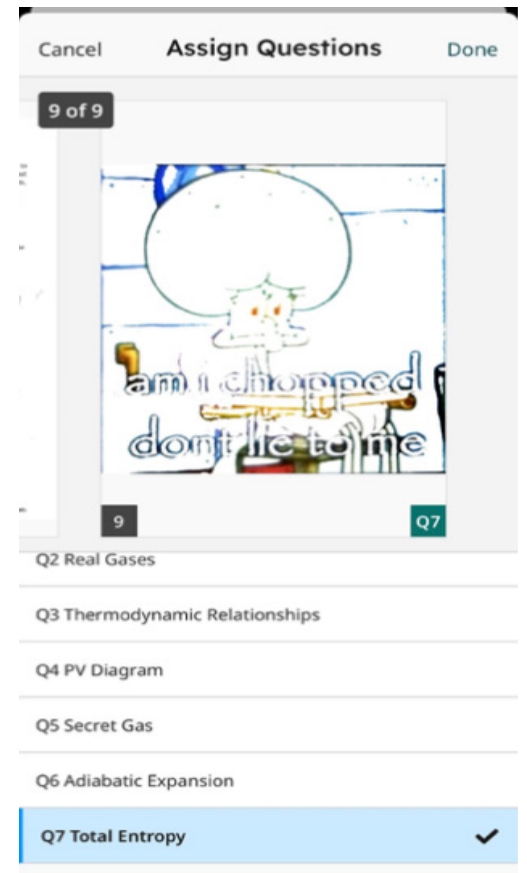 Cancel Assign Questions Done
9 of 9
am i chopped
dont lie to me
9 Q7
Q2 Real Gases
Q3 Thermodynamic Relationships
Q4 PV Diagram
Q5 Secret Gas
Q6 Adiabatic Expansion
Q7 Total Entropy